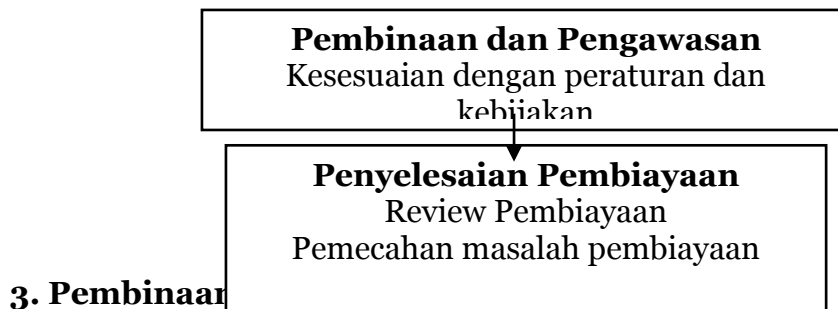 Pembinaan dan Pengawasan
Kesesuaian dengan peraturan dan
kebijakan
Penyelesaian Pembiayaan
Review Pembiayaan
Pemecahan masalah pembiayaan
3. Pembinaan